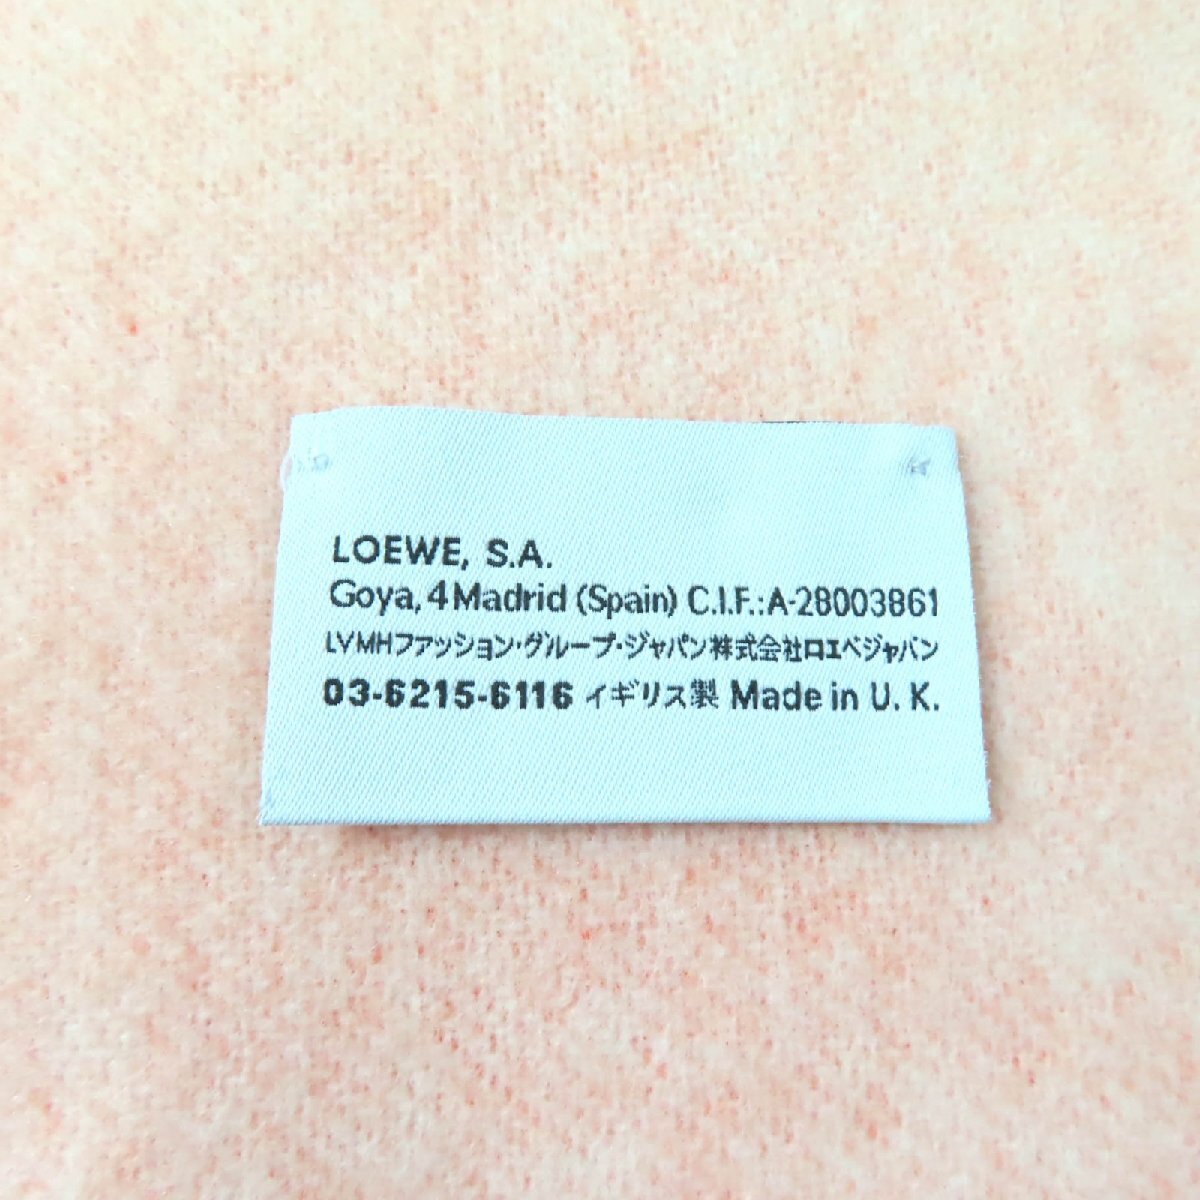 LOEWE, S.A.
Goya, 4 Madrid (Spain) C.I.F.: A-28003861
LVMHファッション・グループ・ジャパン株式会社ロエベジャパン
03-6215-6116 イギリス製 Made in U. K.